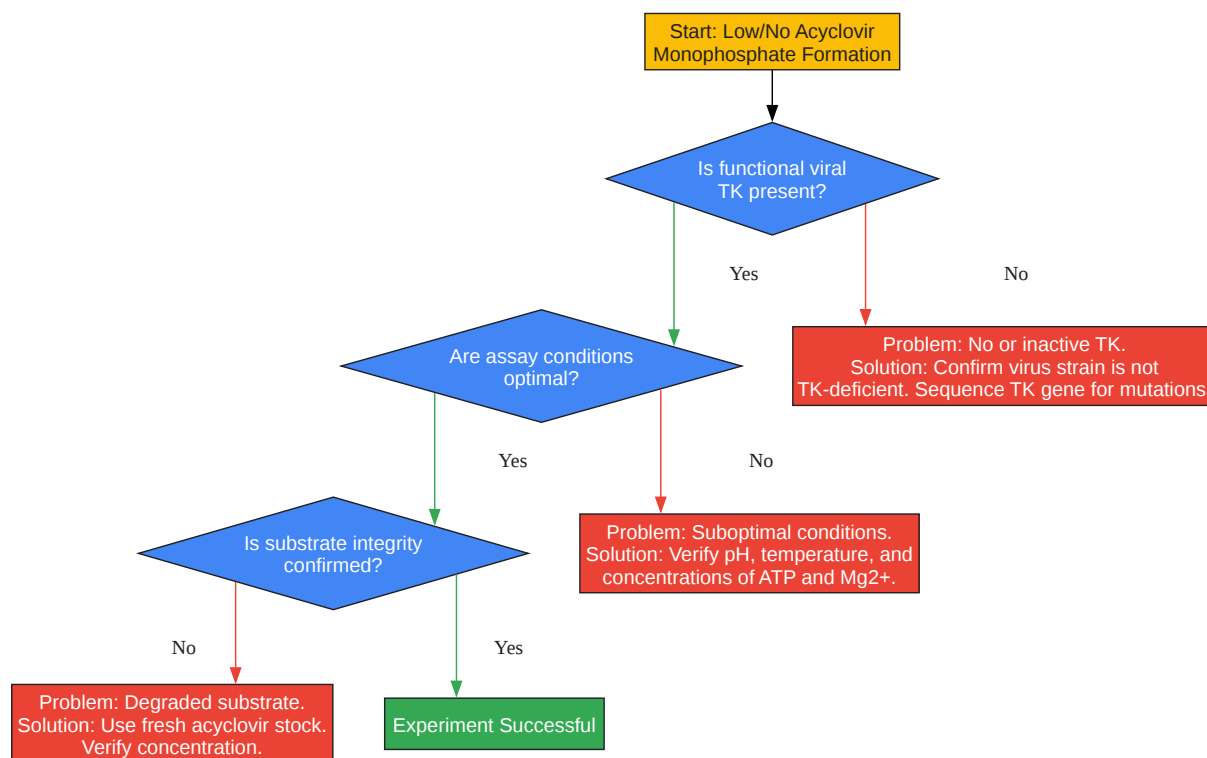 Start: Low/No Acyclovir
Monophosphate Formation
Is functional viral
TK present?
Yes
No
Are assay conditions
optimal?
Problem: No or inactive TK.
Solution: Confirm virus strain is not
TK-deficient. Sequence TK gene for mutations
Yes
No
Is substrate integrity
confirmed?
Problem: Suboptimal conditions.
Solution: Verify pH, temperature, and
concentrations of ATP and Mg2+.
No
Yes
Problem: Degraded substrate.
Solution: Use fresh acyclovir stock.
Verify concentration.
Experiment Successful